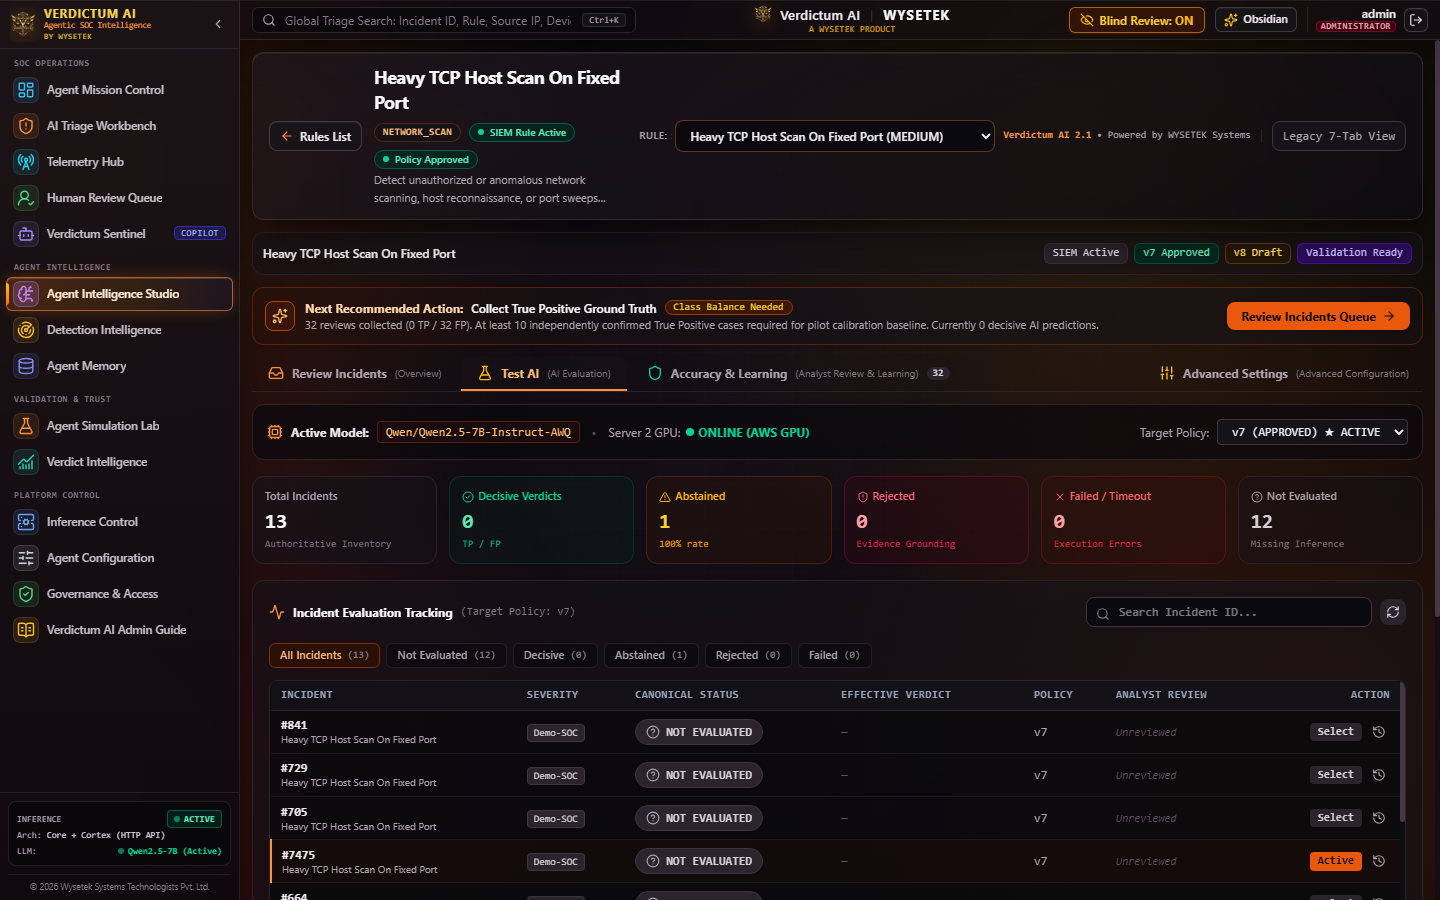 VERDICTUM AI
Agentic SOC Intelligence
BY WYSETEK
SOC OPERATIONS
Agent Mission Control
AI Triage Workbench
Telemetry Hub
Human Review Queue
Verdictum Sentinel
COPILOT
AGENT INTELLIGENCE
Agent Intelligence Studio
Detection Intelligence
Agent Memory
VALIDATION & TRUST
Agent Simulation Lab
Verdict Intelligence
PLATFORM CONTROL
Inference Control
Agent Configuration
Governance & Access
Verdictum AI Admin Guide
INFERENCE
ACTIVE
Arch: Core + Cortex (HTTP API)
LLM: Qwen2.5-7B (Active)
© 2026 Wysetek Systems Technologists Pvt. Ltd.
Global Triage Search: Incident ID, Rule, Source IP, Devi
Ctrl+K
Verdictum AI | WYSETEK
A WYSETEK PRODUCT
Blind Review: ON
Obsidian
admin
ADMINISTRATOR
Rules List
Heavy TCP Host Scan On Fixed
Port
NETWORK_SCAN
SIEM Rule Active
Policy Approved
Detect unauthorized or anomalous network
scanning, host reconnaissance, or port sweeps...
RULE:
Heavy TCP Host Scan On Fixed Port (MEDIUM)
Verdictum AI 2.1 • Powered by WYSETEK Systems
Legacy 7-Tab View
Heavy TCP Host Scan On Fixed Port
SIEM Active
v7 Approved
v8 Draft
Validation Ready
Next Recommended Action: Collect True Positive Ground Truth
Class Balance Needed
32 reviews collected (0 TP / 32 FP). At least 10 independently confirmed True Positive cases required for pilot calibration baseline. Currently 0 decisive AI predictions.
Review Incidents Queue
Review Incidents (Overview)
Test AI (AI Evaluation)
Accuracy & Learning (Analyst Review & Learning) 32
Advanced Settings (Advanced Configuration)
Active Model: Qwen/Qwen2.5-7B-Instruct-AWQ • Server 2 GPU: ONLINE (AWS GPU)
Target Policy: v7 (APPROVED) ★ ACTIVE
Total Incidents
13
Authoritative Inventory
Decisive Verdicts
0
TP / FP
Abstained
1
100% rate
Rejected
0
Evidence Grounding
Failed / Timeout
0
Execution Errors
Not Evaluated
12
Missing Inference
Incident Evaluation Tracking (Target Policy: v7)
Search Incident ID...
All Incidents (13)
Not Evaluated (12)
Decisive (0)
Abstained (1)
Rejected (0)
Failed (0)
INCIDENT SEVERITY CANONICAL STATUS EFFECTIVE VERDICT POLICY ANALYST REVIEW ACTION
#841
Heavy TCP Host Scan On Fixed Port
Demo-SOC NOT EVALUATED — v7 Unreviewed Select
#729
Heavy TCP Host Scan On Fixed Port
Demo-SOC NOT EVALUATED — v7 Unreviewed Select
#705
Heavy TCP Host Scan On Fixed Port
Demo-SOC NOT EVALUATED — v7 Unreviewed Select
#7475
Heavy TCP Host Scan On Fixed Port
Demo-SOC NOT EVALUATED — v7 Unreviewed Active
#664